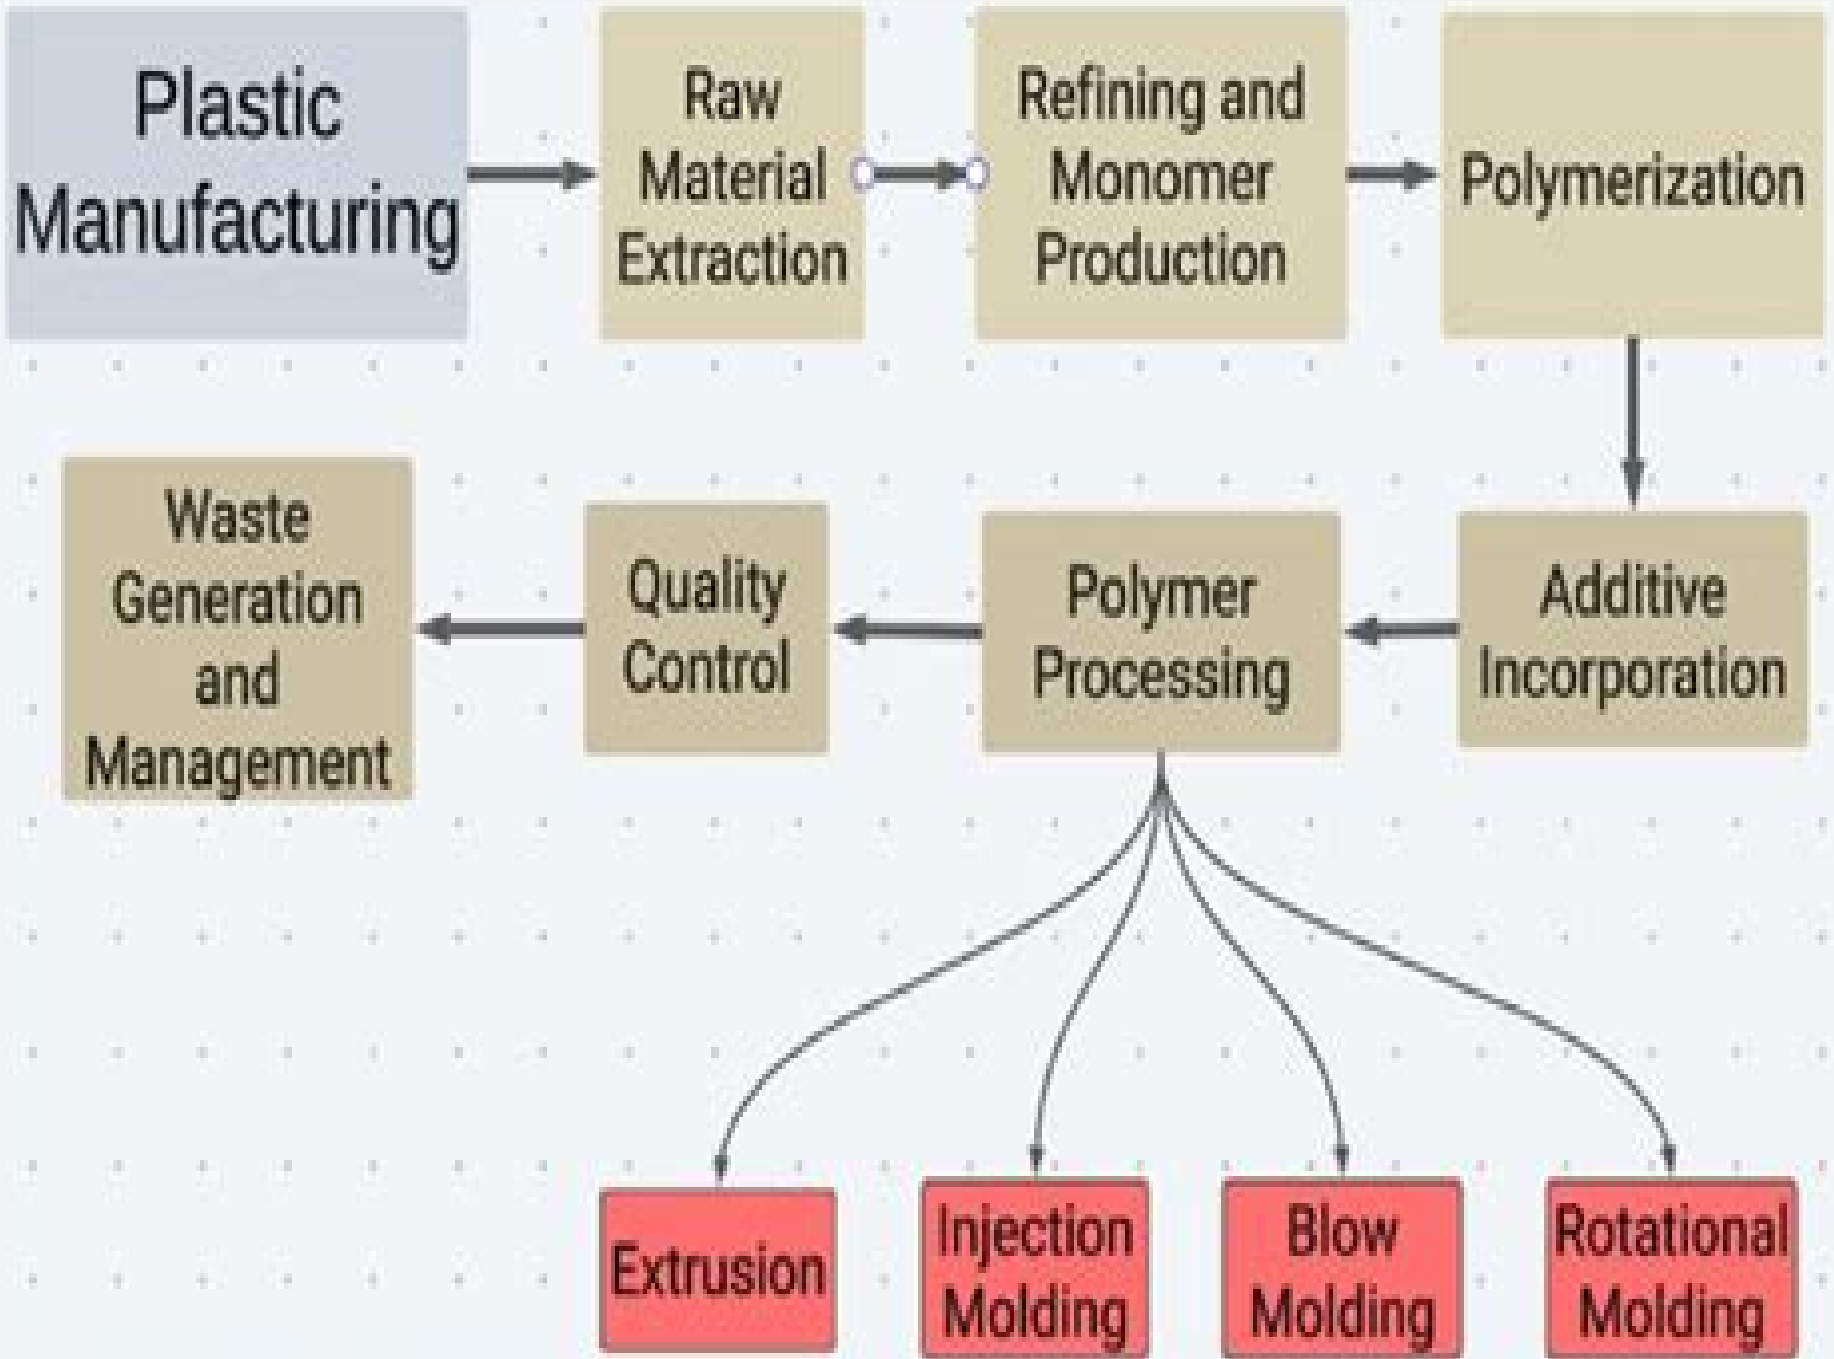 Plastic
Manufacturing
Raw
Material
Extraction
Refining and
Monomer
Production
Polymerization
Waste
Generation
and
Management
Quality
Control
Polymer
Processing
Additive
Incorporation
Extrusion
Injection
Molding
Blow
Molding
Rotational
Molding